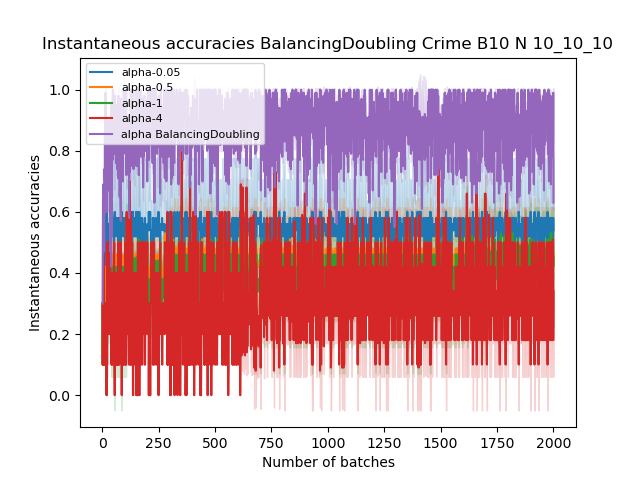 Instantaneous accuracies BalancingDoubling Crime B10 N 10_10_10
1.0
0.8
0.6
0.4
0.2
0.0
Instantaneous accuracies
alpha-0.05
alpha-0.5
alpha-1
alpha-4
alpha BalancingDoubling
0 250 500 750 1000 1250 1500 1750 2000
Number of batches